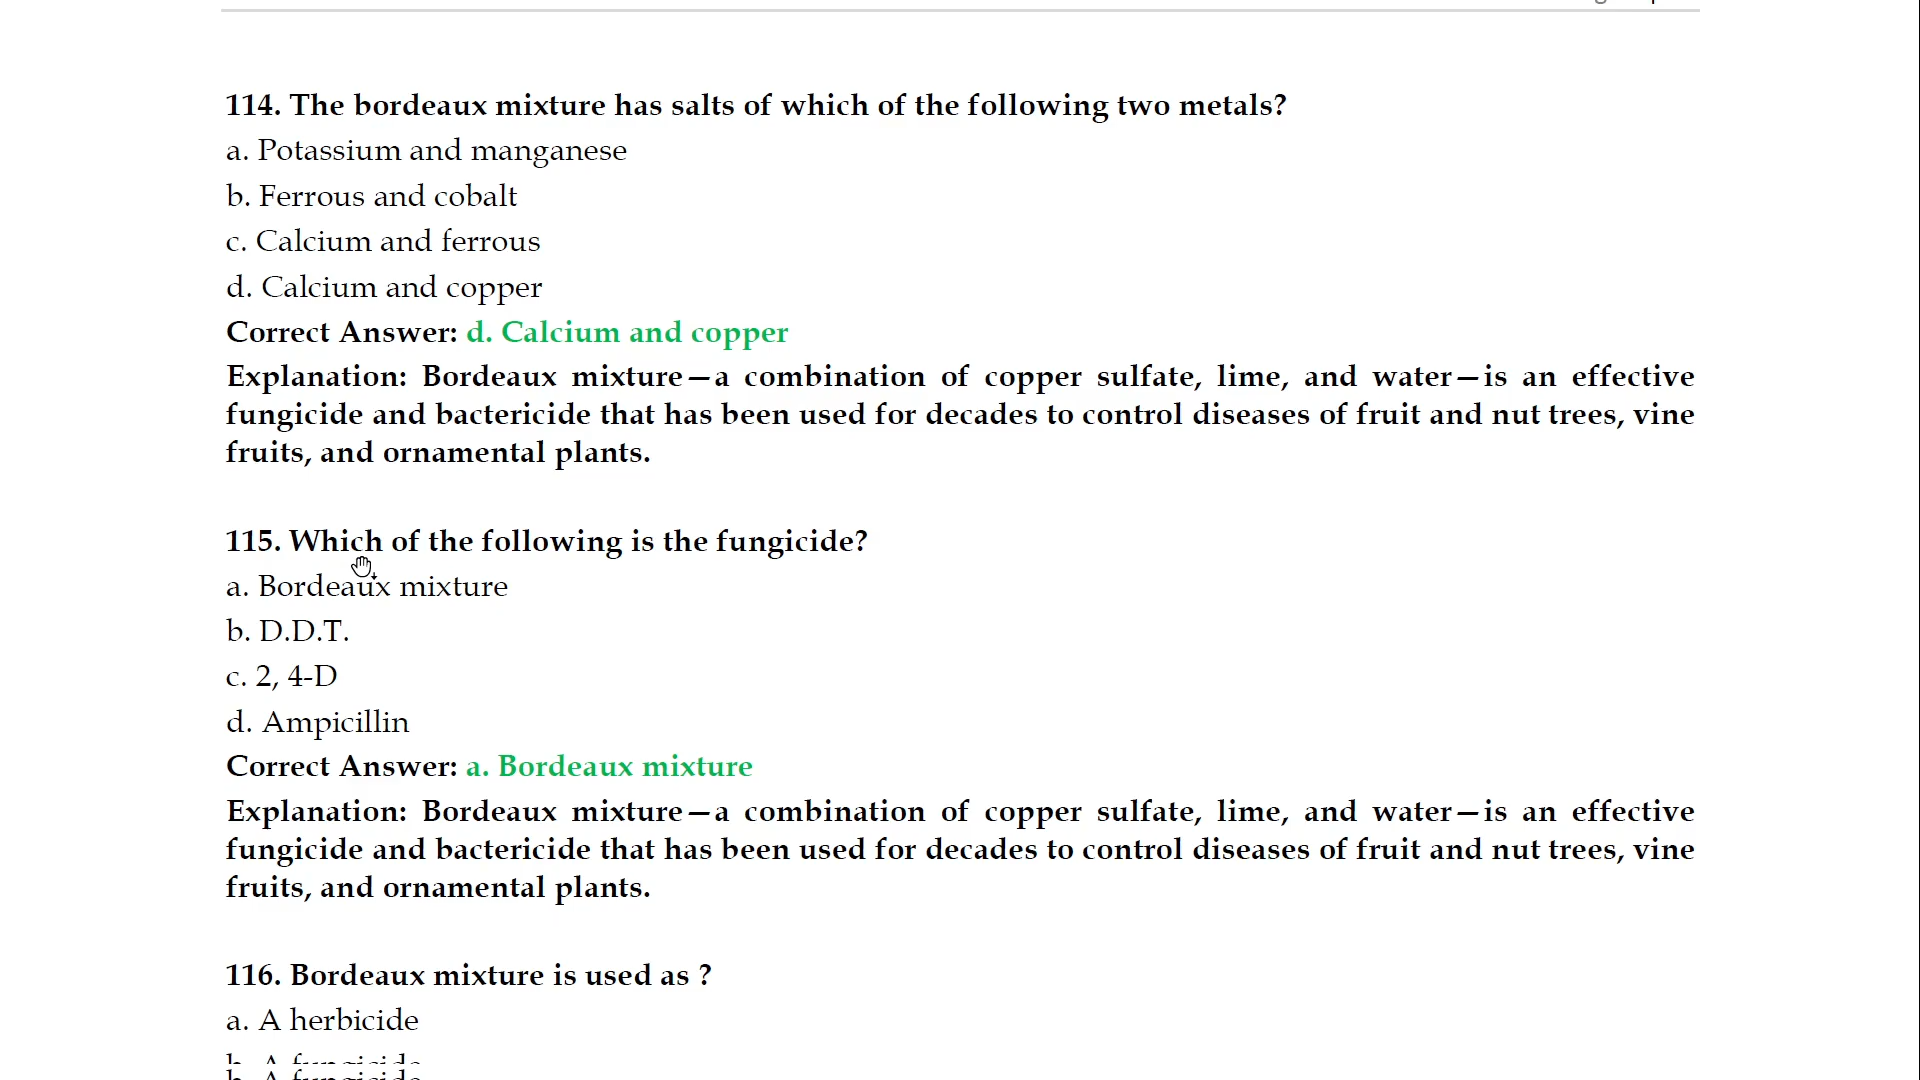 114. The bordeaux mixture has salts of which of the following two metals?
a. Potassium and manganese
b. Ferrous and cobalt
c. Calcium and ferrous
d. Calcium and copper
Correct Answer: d. Calcium and copper
Explanation: Bordeaux mixture—a combination of copper sulfate, lime, and water—is an effective
fungicide and bactericide that has been used for decades to control diseases of fruit and nut trees, vine
fruits, and ornamental plants.
115. Which of the following is the fungicide?
a. Bordeaux mixture
b. D.D.T.
c. 2, 4-D
d. Ampicillin
Correct Answer: a. Bordeaux mixture
Explanation: Bordeaux mixture—a combination of copper sulfate, lime, and water—is an effective
fungicide and bactericide that has been used for decades to control diseases of fruit and nut trees, vine
fruits, and ornamental plants.
116. Bordeaux mixture is used as ?
a. A herbicide
b. A fungicide